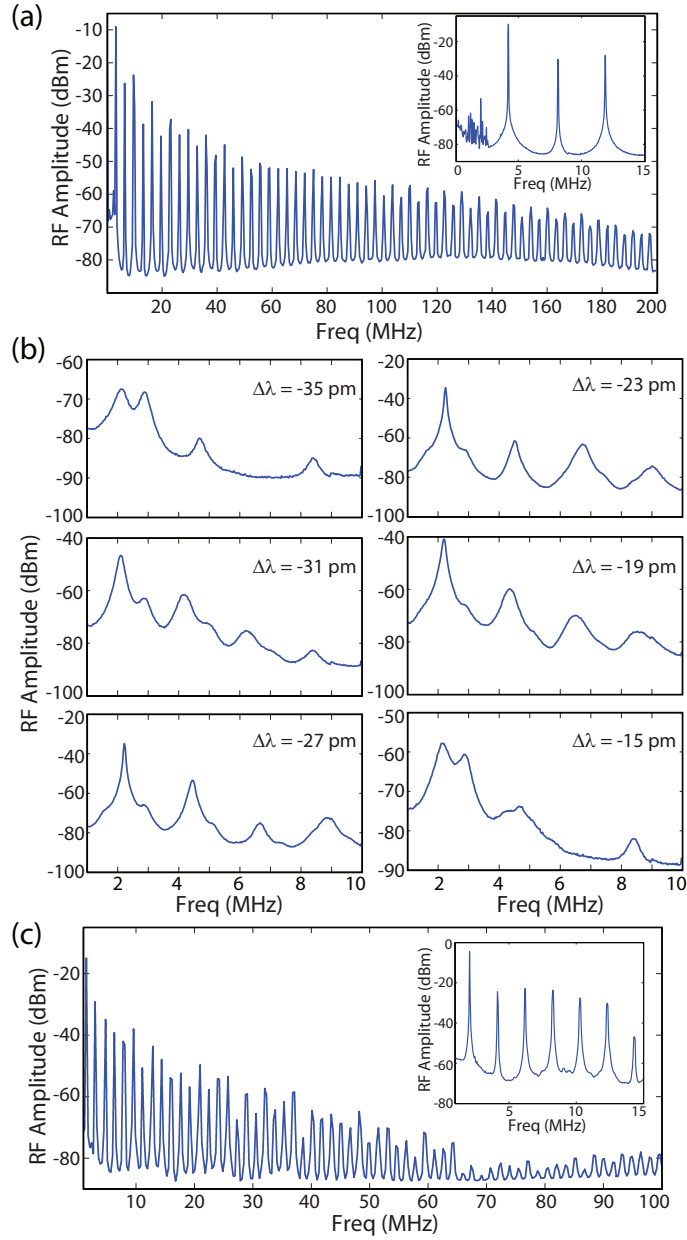 (a)
RF Amplitude (dBm)
-10
-20
-30
-40
-50
-60
-70
-80
20 40 60 80 100 120 140 160 180 200
Freq (MHz)
RF Amplitude (dBm)
-20
-40
-60
-80
0 5 10 15
Freq (MHz)
(b)
RF Amplitude (dBm)
-60
-70
-80
-90
-100
Δλ = -35 pm
-20
-40
-60
-80
-100
Δλ = -23 pm
-40
-60
-80
-100
Δλ = -31 pm
-40
-60
-80
-100
Δλ = -19 pm
-20
-40
-60
-80
-100
Δλ = -27 pm
2 4 6 8 10
Freq (MHz)
-50
-60
-70
-80
-90
Δλ = -15 pm
2 4 6 8 10
Freq (MHz)
(c)
RF Amplitude (dBm)
-20
-40
-60
-80
10 20 30 40 50 60 70 80 90 100
Freq (MHz)
RF Amplitude (dBm)
0
-20
-40
-60
-80
5 10 15
Freq (MHz)